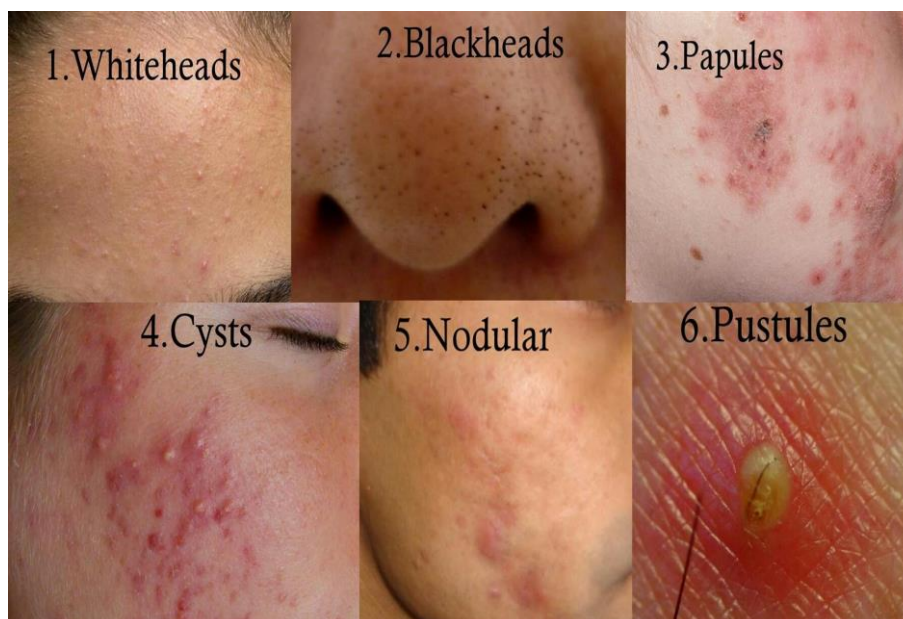 1.Whiteheads
2.Blackheads
3.Papules
4.Cysts
5.Nodular
6.Pustules